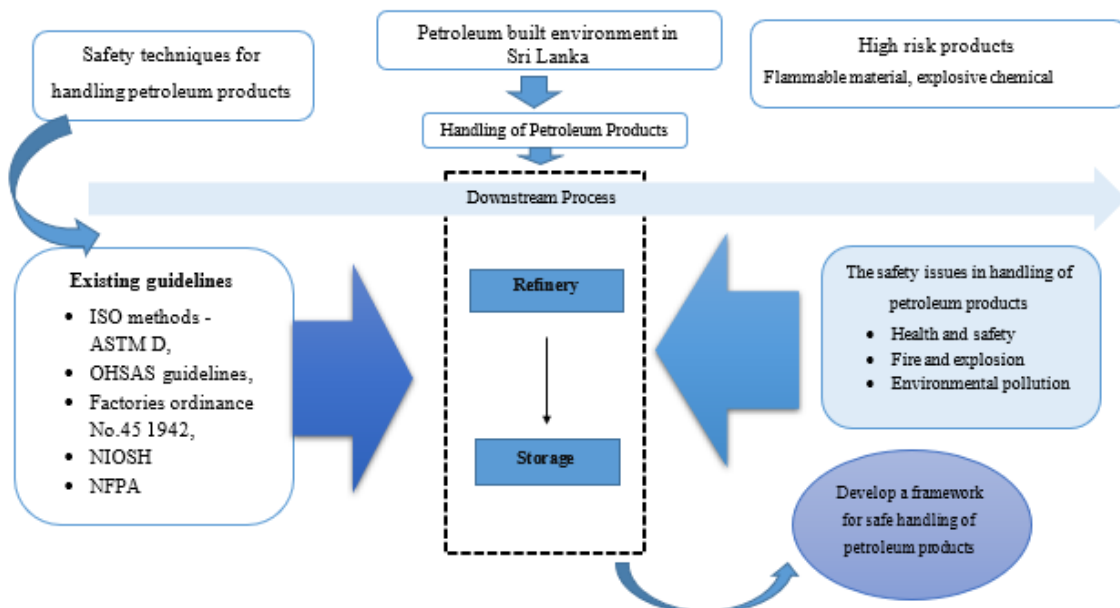 Safety techniques for
handling petroleum products
Petroleum built environment in
Sri Lanka
High risk products
Flammable material, explosive chemical
Handling of Petroleum Products
Downstream Process
Existing guidelines
• ISO methods -
ASTM D,
• OHSAS guidelines,
• Factories ordinance
No.45 1942,
• NIOSH
• NFPA
Refinery
Storage
The safety issues in handling of
petroleum products
• Health and safety
• Fire and explosion
• Environmental pollution
Develop a framework
for safe handling of
petroleum products